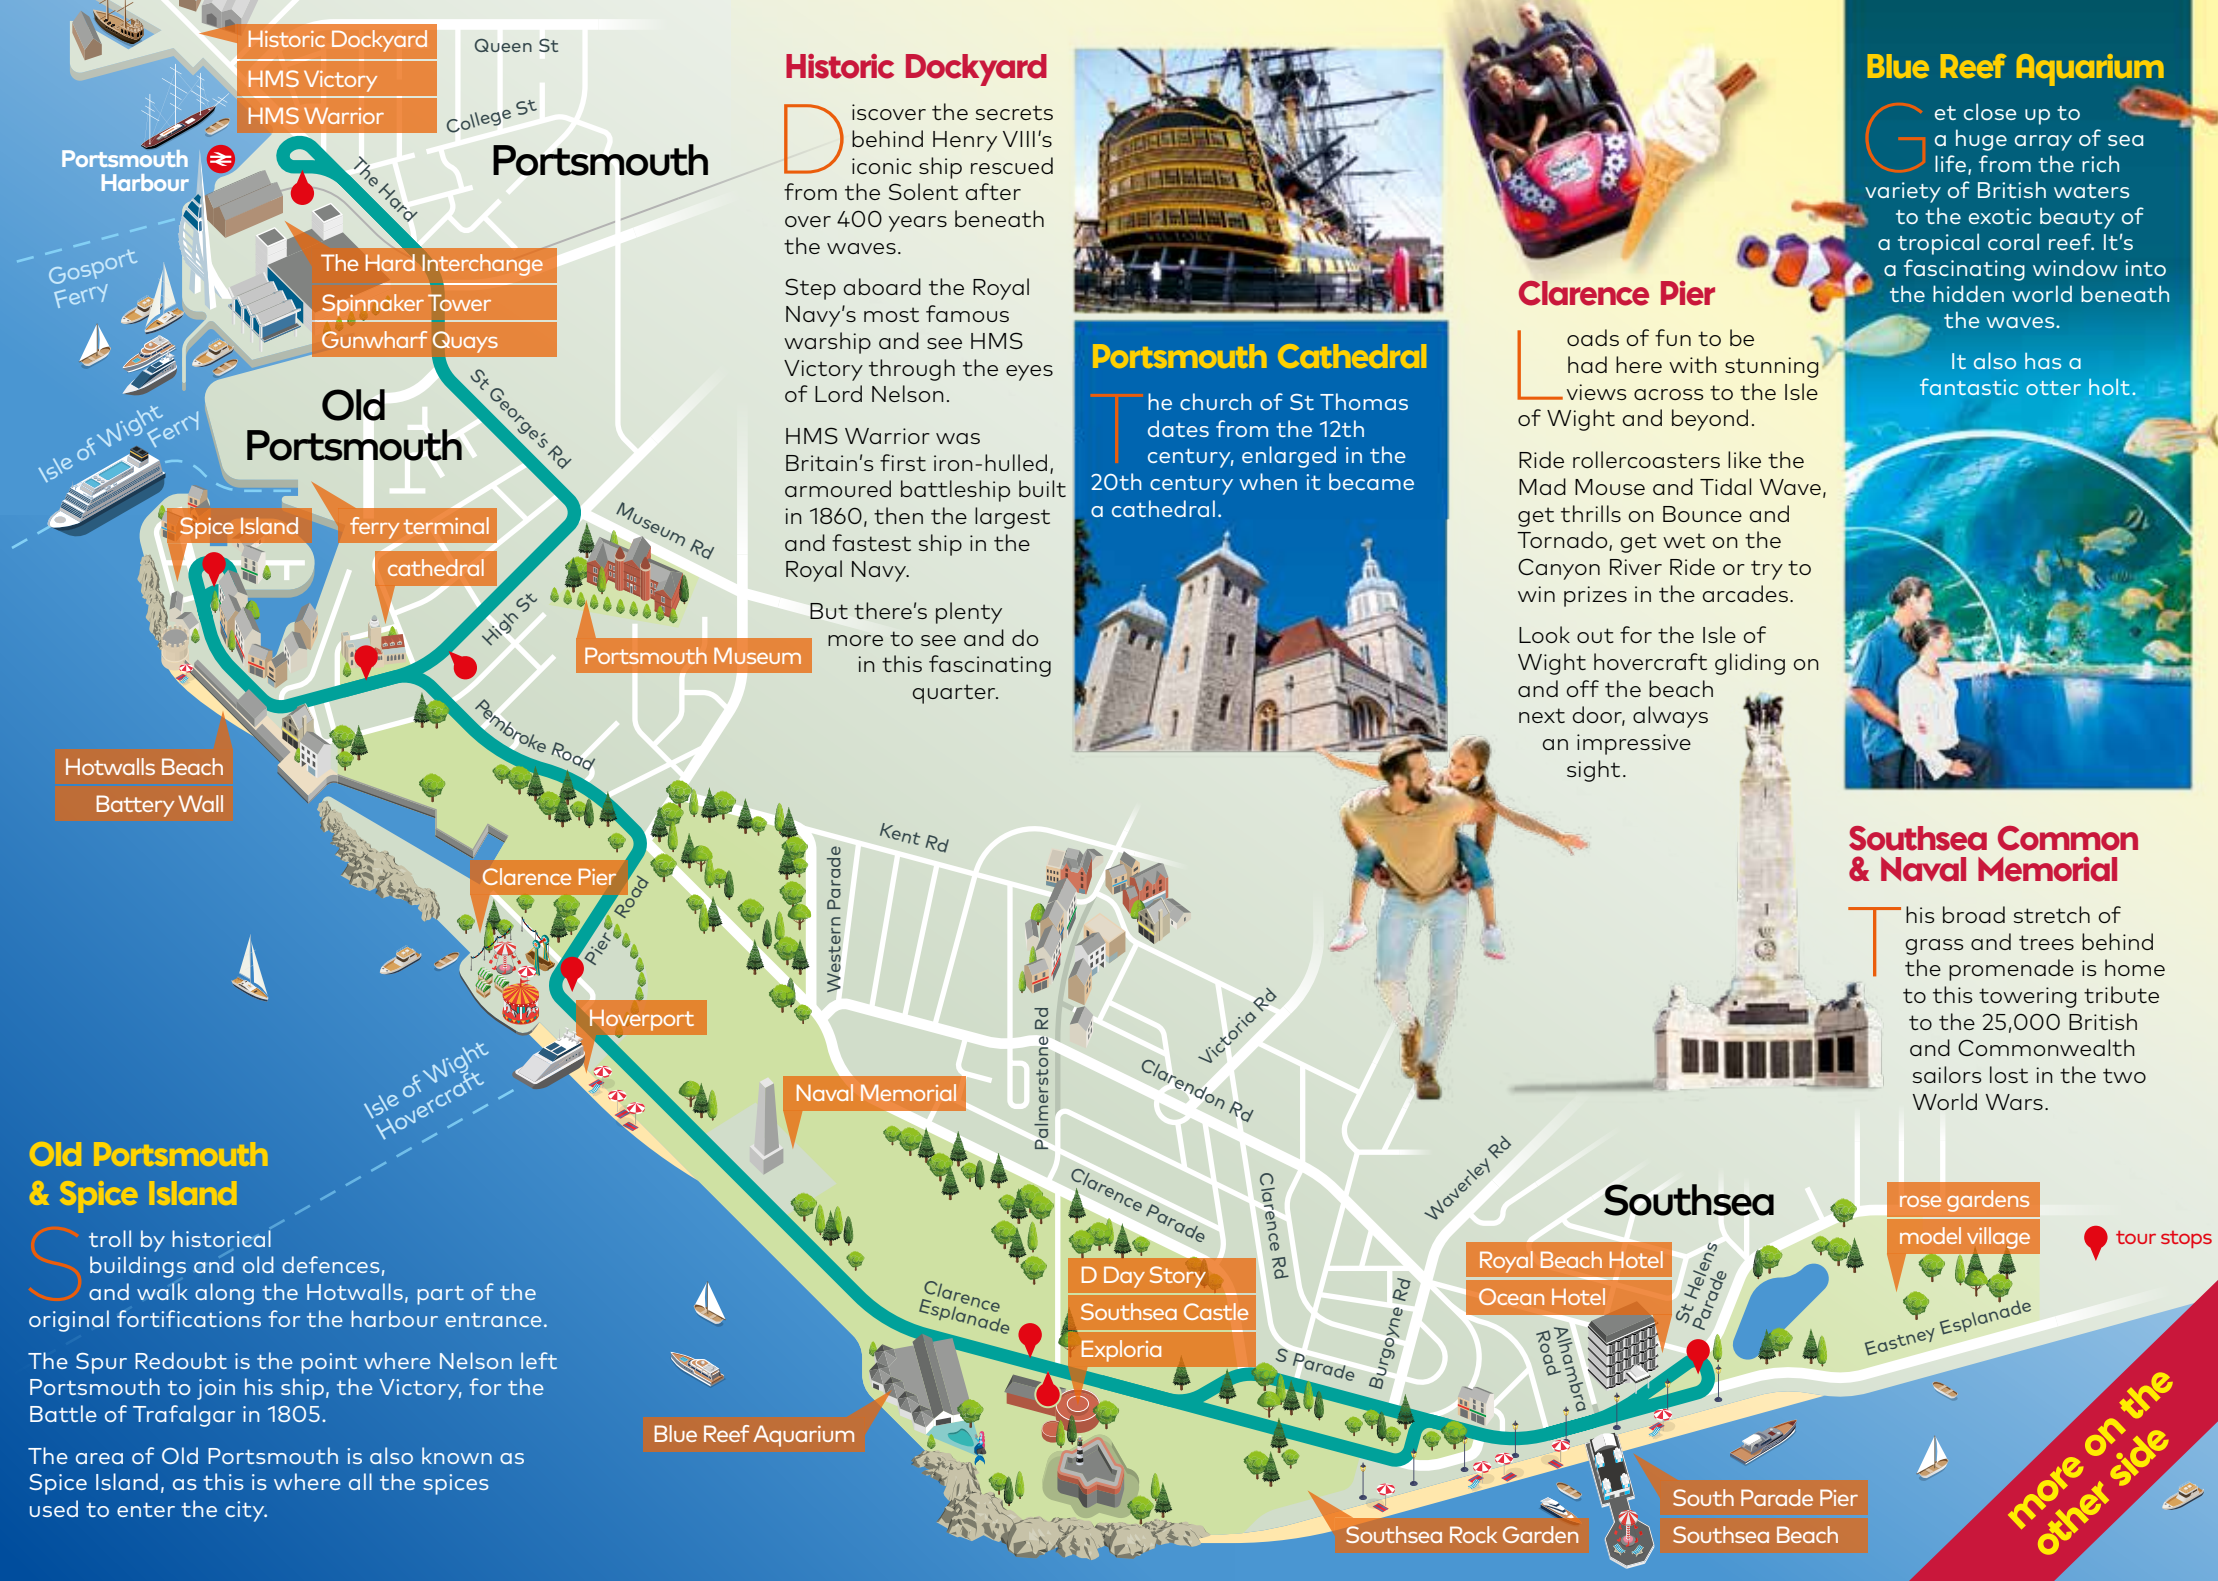 Historic Dockyard
HMS Victory
HMS Warrior
Queen St
College St
Portsmouth
Portsmouth
Harbour
The Hard
Gosport
Ferry
The Hard Interchange
Spinnaker Tower
Gunwharf Quays
St George's Rd
Old
Portsmouth
Isle of Wight
Ferry
Spice Island
ferry terminal
cathedral
Museum Rd
High St
Portsmouth Museum
Pembroke Road
Hotwalls Beach
Battery Wall
Clarence Pier
Pier Road
Hoverport
Isle of Wight
Hovercraft
Kent Rd
Western Parade
Palmerstone Rd
Victoria Rd
Clarendon Rd
Naval Memorial
Clarence Parade
Clarence Rd
Waverley Rd
Burgoyne Rd
Clarence
Esplanade
D Day Story
Southsea Castle
Exploria
S Parade
Blue Reef Aquarium
Southsea
Royal Beach Hotel
Ocean Hotel
Alhambra
Road
St Helens
Parade
rose gardens
model village
tour stops
Eastney Esplanade
South Parade Pier
Southsea Beach
Southsea Rock Garden
more on the
other side
Old Portsmouth
& Spice Island
Stroll by historical
buildings and old defences,
and walk along the Hotwalls, part of the
original fortifications for the harbour entrance.
The Spur Redoubt is the point where Nelson left
Portsmouth to join his ship, the Victory, for the
Battle of Trafalgar in 1805.
The area of Old Portsmouth is also known as
Spice Island, as this is where all the spices
used to enter the city.
Historic Dockyard
Discover the secrets
behind Henry VIII's
iconic ship rescued
from the Solent after
over 400 years beneath
the waves.
Step aboard the Royal
Navy's most famous
warship and see HMS
Victory through the eyes
of Lord Nelson.
HMS Warrior was
Britain's first iron-hulled,
armoured battleship built
in 1860, then the largest
and fastest ship in the
Royal Navy.
But there's plenty
more to see and do
in this fascinating
quarter.
VICTORY
Portsmouth Cathedral
The church of St Thomas
dates from the 12th
century, enlarged in the
20th century when it became
a cathedral.
Clarence Pier
Loads of fun to be
had here with stunning
views across to the Isle
of Wight and beyond.
Ride rollercoasters like the
Mad Mouse and Tidal Wave,
get thrills on Bounce and
Tornado, get wet on the
Canyon River Ride or try to
win prizes in the arcades.
Look out for the Isle of
Wight hovercraft gliding on
and off the beach
next door, always
an impressive
sight.
Blue Reef Aquarium
Get close up to
a huge array of sea
life, from the rich
variety of British waters
to the exotic beauty of
a tropical coral reef. It's
a fascinating window into
the hidden world beneath
the waves.
It also has a
fantastic otter holt.
Southsea Common
& Naval Memorial
This broad stretch of
grass and trees behind
the promenade is home
to this towering tribute
to the 25,000 British
and Commonwealth
sailors lost in the two
World Wars.